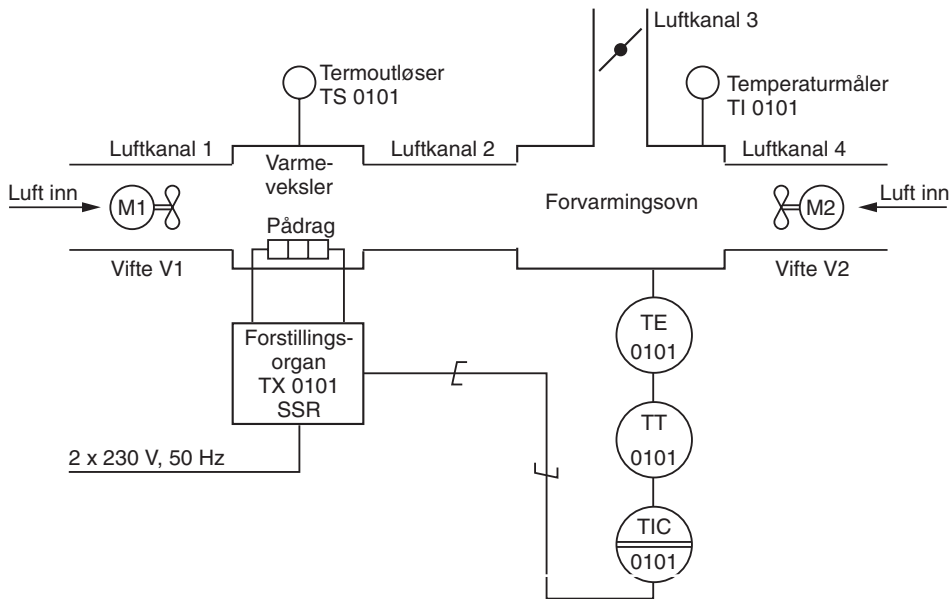 Luftkanal 3
Termoutløser
TS 0101
Temperaturmåler
TI 0101
Luftkanal 1
Varme-
veksler
Luftkanal 2
Luftkanal 4
Luft inn
M1
Forvarmingsovn
M2
Luft inn
Pådrag
Vifte V1
Vifte V2
Forstillings-
organ
TX 0101
SSR
TE
0101
TT
0101
2 x 230 V, 50 Hz
TIC
0101